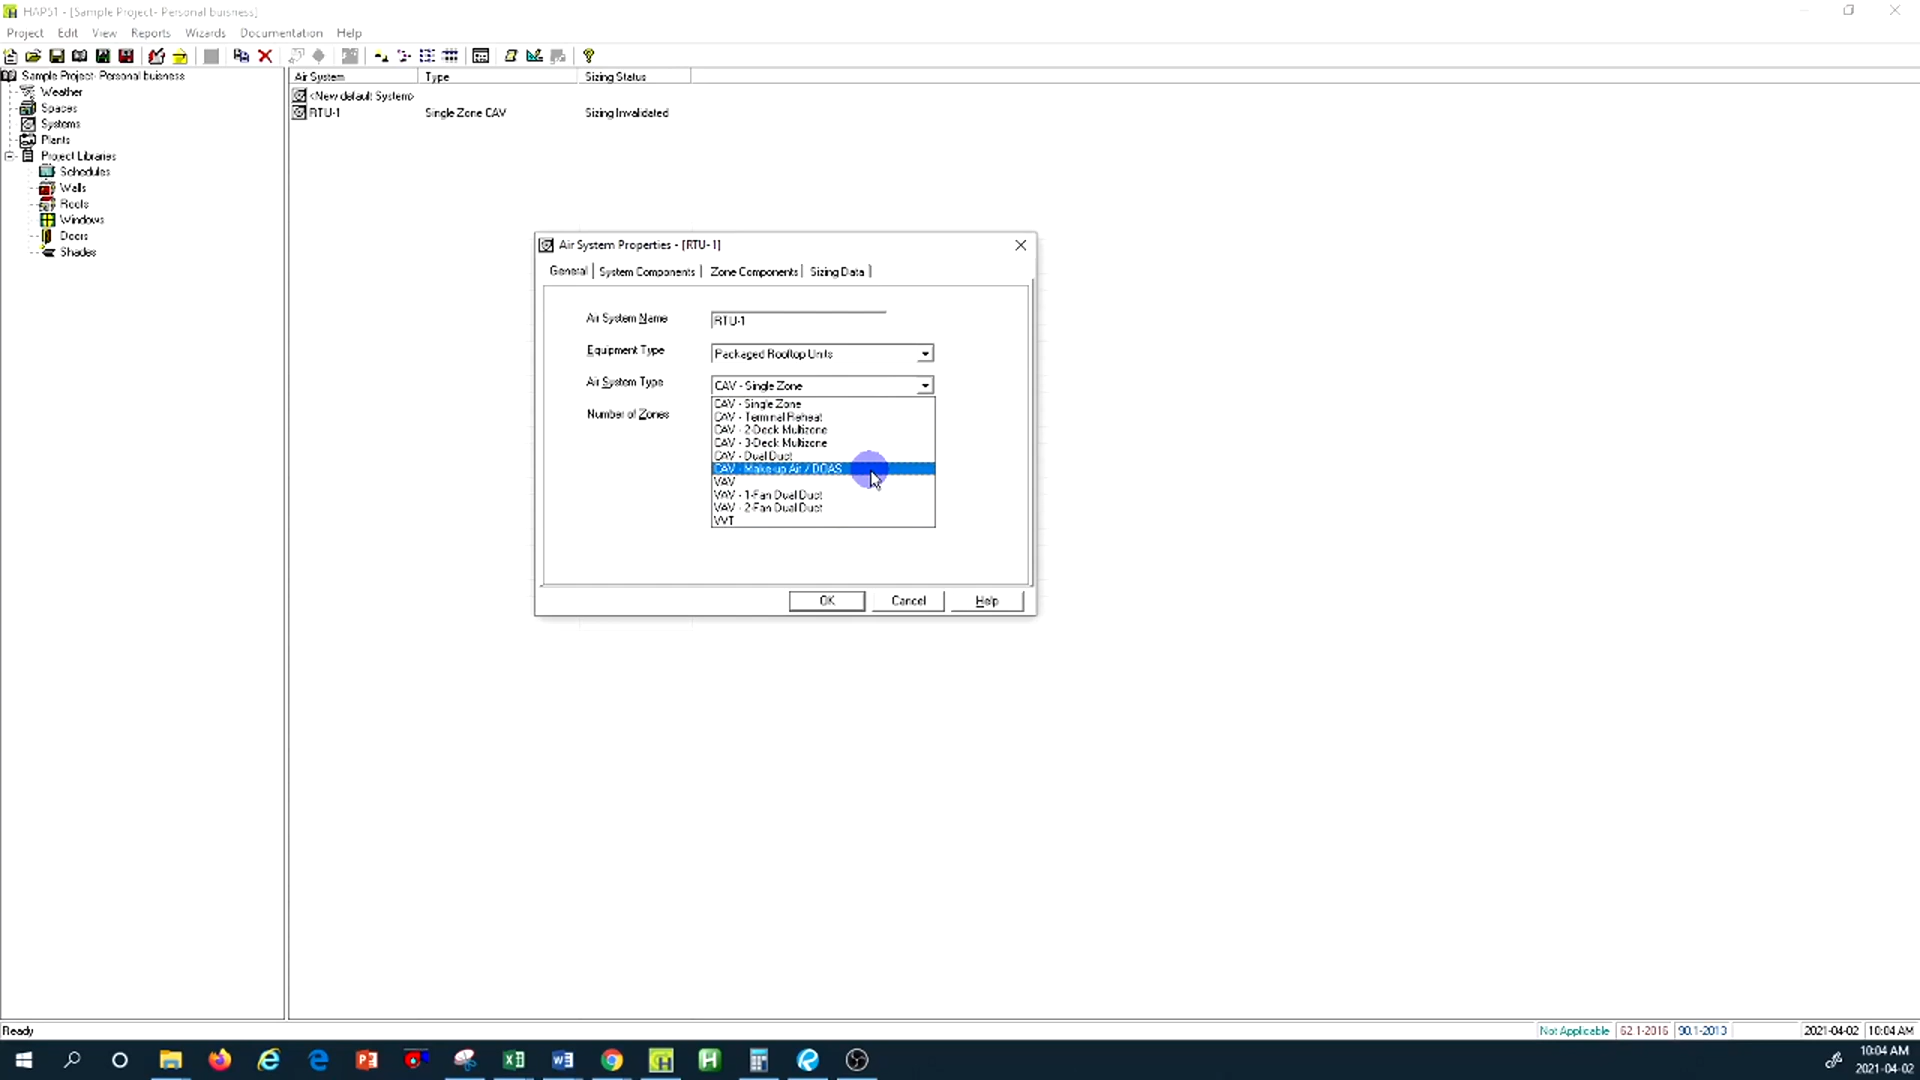 HAP51 - [Sample Project- Personal buisness]
Project Edit View Reports Wizards Documentation Help
Sample Project- Personal buisness
Weather
Spaces
Systems
Plants
Project Libraries
Schedules
Walls
Roofs
Windows
Doors
Shades
Air System Type Sizing Status
<New default System>
RTU-1 Single Zone CAV Sizing Invalidated
Air System Properties - [RTU-1]
General System Components Zone Components Sizing Data
Air System Name RTU-1
Equipment Type Packaged Rooftop Units
Air System Type CAV - Single Zone
Number of Zones
CAV - Single Zone
CAV - Terminal Reheat
CAV - 2-Deck Multizone
CAV - 3-Deck Multizone
CAV - Dual Duct
CAV - Make-up Air / DOAS
VAV
VAV - 1-Fan Dual Duct
VAV - 2-Fan Dual Duct
VVT
OK Cancel Help
Ready Not Applicable 62.1-2016 90.1-2013 2021-04-02 10:04 AM
10:04 AM
2021-04-02